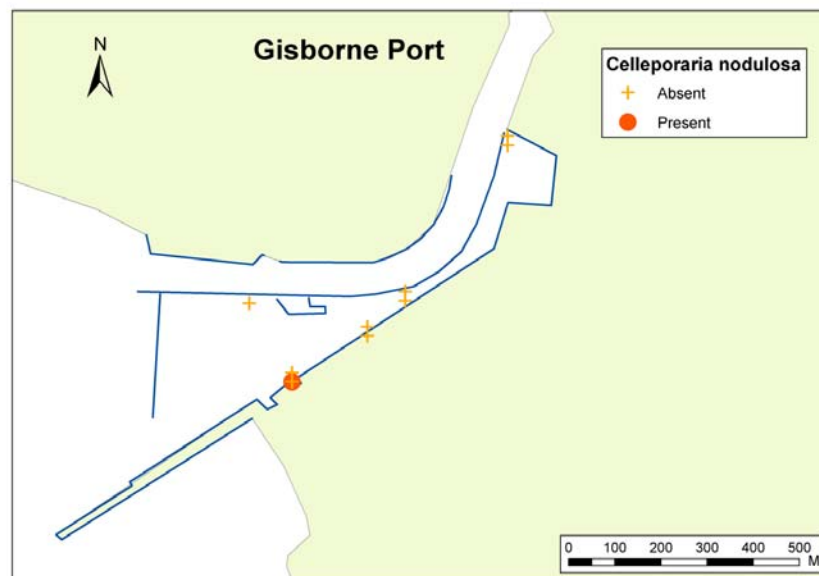 Gisborne Port
N
Celleporaria nodulosa
Absent
Present
0 100 200 300 400 500
M